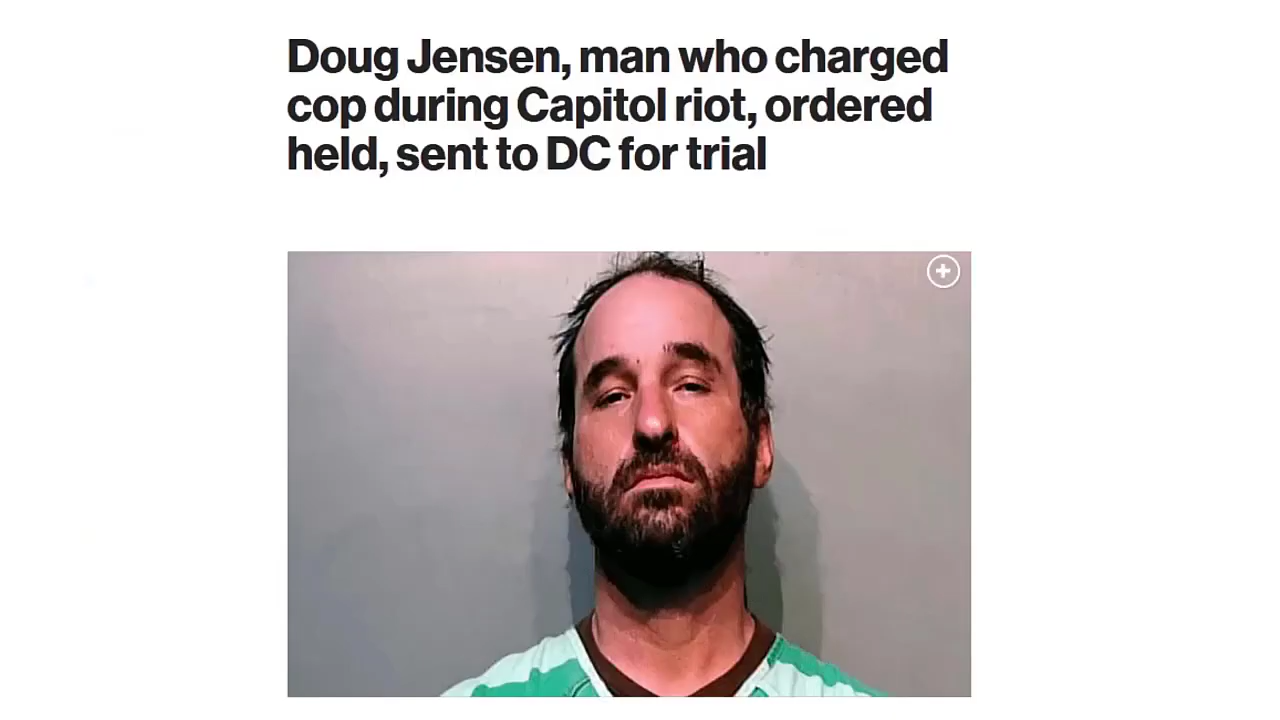 Doug Jensen, man who charged
cop during Capitol riot, ordered
held, sent to DC for trial